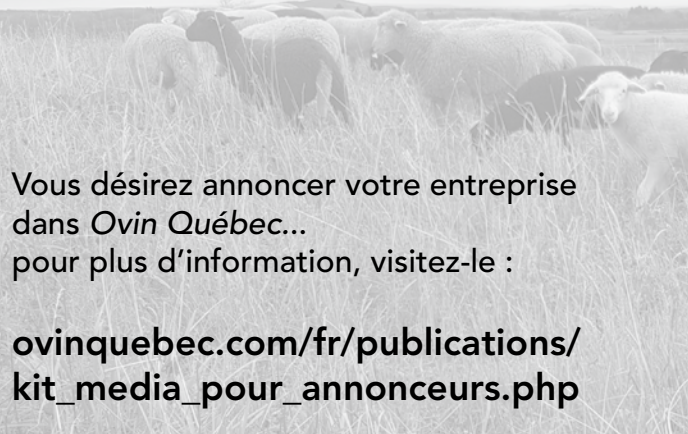 Vous désirez annoncer votre entreprise
dans Ovin Québec...
pour plus d’information, visitez-le :
ovinquebec.com/fr/publications/
kit_media_pour_annonceurs.php